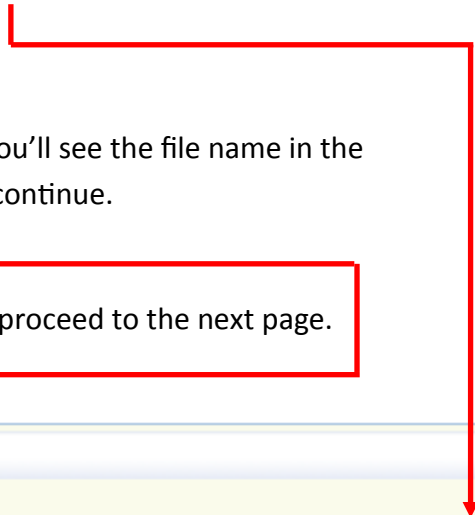 ou'll see the file name in the
continue.
proceed to the next page.